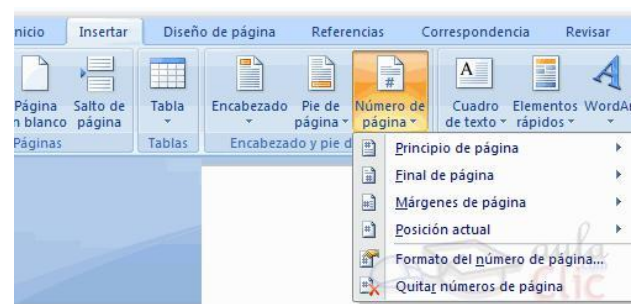 nicio Insertar Diseño de página Referencias Correspondencia Revisar
Página Salto de Tabla Encabezado Pie de Número de Cuadro Elementos WordAr
n blanco página página página de texto rápidos
Páginas Tablas Encabezado y pie d
Principio de página
Final de página
Márgenes de página
Posición actual
Formato del número de página...
Quitar números de página
aula
Clic